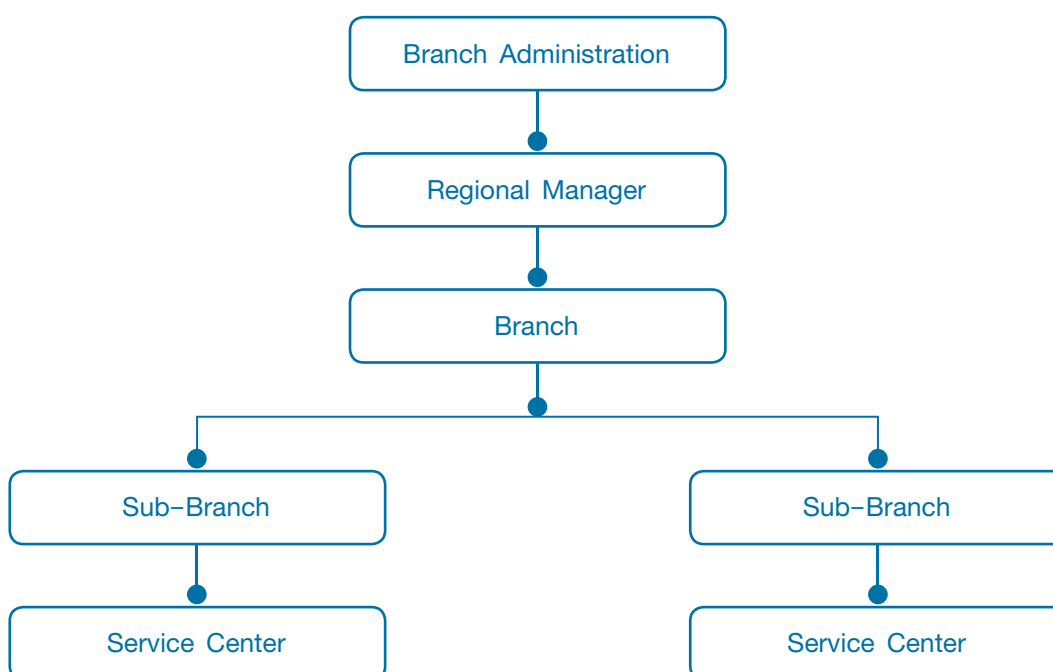 Branch Administration
Regional Manager
Branch
Sub-Branch
Sub-Branch
Service Center
Service Center